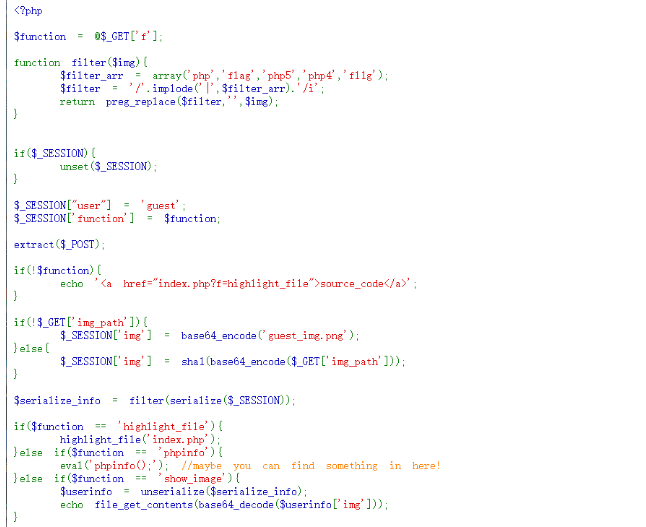 <?php
$function = @$_GET['f'];
function filter($img){
$filter_arr = array('php','flag','php5','php4','fl1g');
$filter = '/'.implode('|',$filter_arr).'/i';
return preg_replace($filter,'',$img);
}
if($_SESSION){
unset($_SESSION);
}
$_SESSION["user"] = 'guest';
$_SESSION['function'] = $function;
extract($_POST);
if(!$function){
echo '<a href="index.php?f=highlight_file">source_code</a>';
}
if(!$_GET['img_path']){
$_SESSION['img'] = base64_encode('guest_img.png');
}else{
$_SESSION['img'] = sha1(base64_encode($_GET['img_path']));
}
$serialize_info = filter(serialize($_SESSION));
if($function == 'highlight_file'){
highlight_file('index.php');
}else if($function == 'phpinfo'){
eval('phpinfo();'); //maybe you can find something in here!
}else if($function == 'show_image'){
$userinfo = unserialize($serialize_info);
echo file_get_contents(base64_decode($userinfo['img']));
}